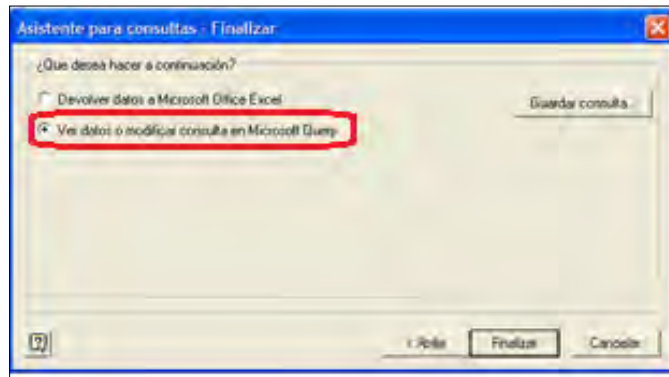 Asistente para consultas - Finalizar
¿Que desea hacer a continuación?
Devolver datos a Microsoft Office Excel
Guardar consulta...
Ver datos o modificar consulta en Microsoft Query
?
< Atrás
Finalizar
Cancelar